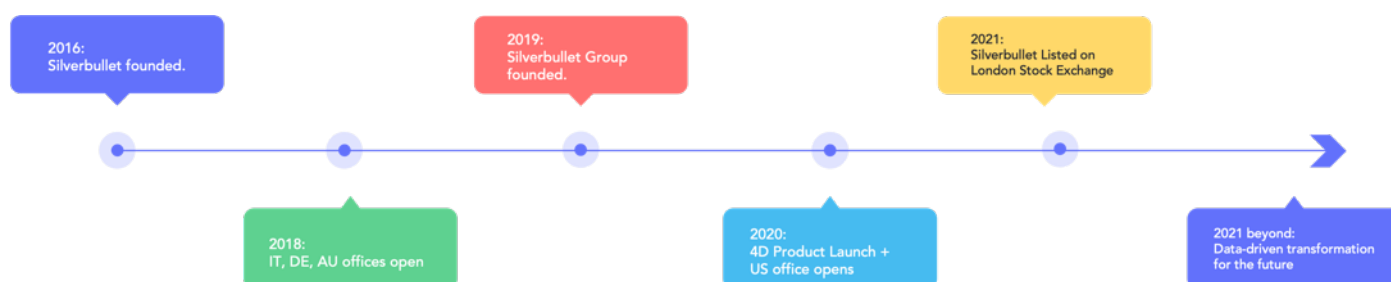 2016:
Silverbullet founded.
2018:
IT, DE, AU offices open
2019:
Silverbullet Group
founded.
2020:
4D Product Launch +
US office opens
2021:
Silverbullet Listed on
London Stock Exchange
2021 beyond:
Data-driven transformation
for the future